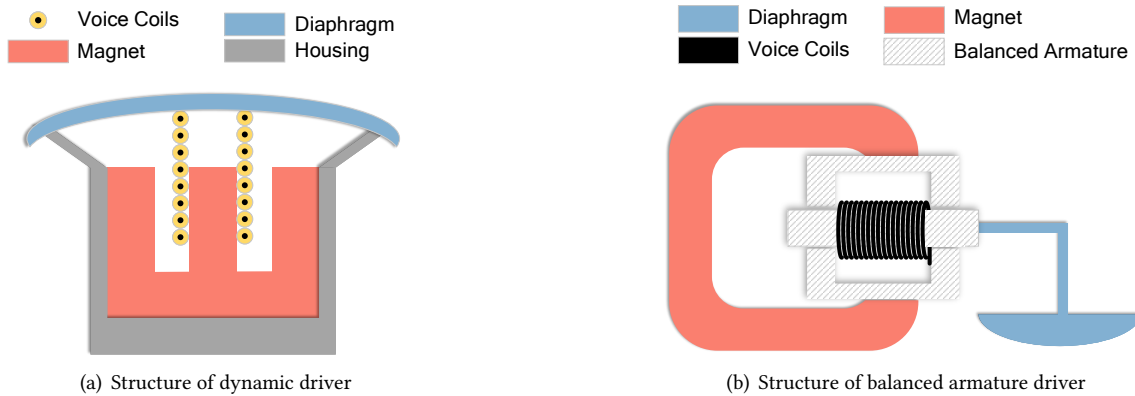 Voice Coils
Diaphragm
Magnet
Housing
(a) Structure of dynamic driver
Diaphragm
Magnet
Voice Coils
Balanced Armature
(b) Structure of balanced armature driver